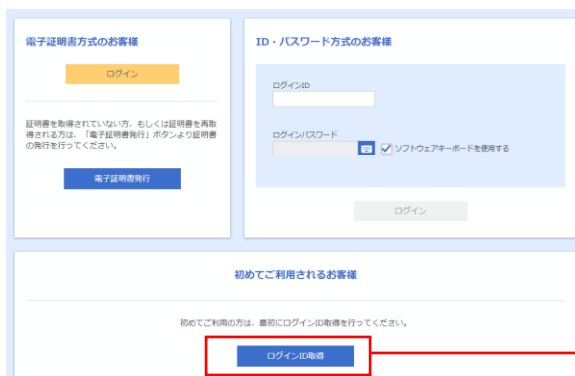 電子証明書方式のお客様
ログイン
証明書を取得されていない方、もしくは証明書を再取
得される方は、「電子証明書発行」ボタンより証明書
の発行を行ってください。
電子証明書発行
ID・パスワード方式のお客様
ログインID
ログインパスワード
ソフトウェアキーボードを使用する
ログイン
初めてご利用されるお客様
初めてご利用の方は、最初にログインID取得を行ってください。
ログインID取得